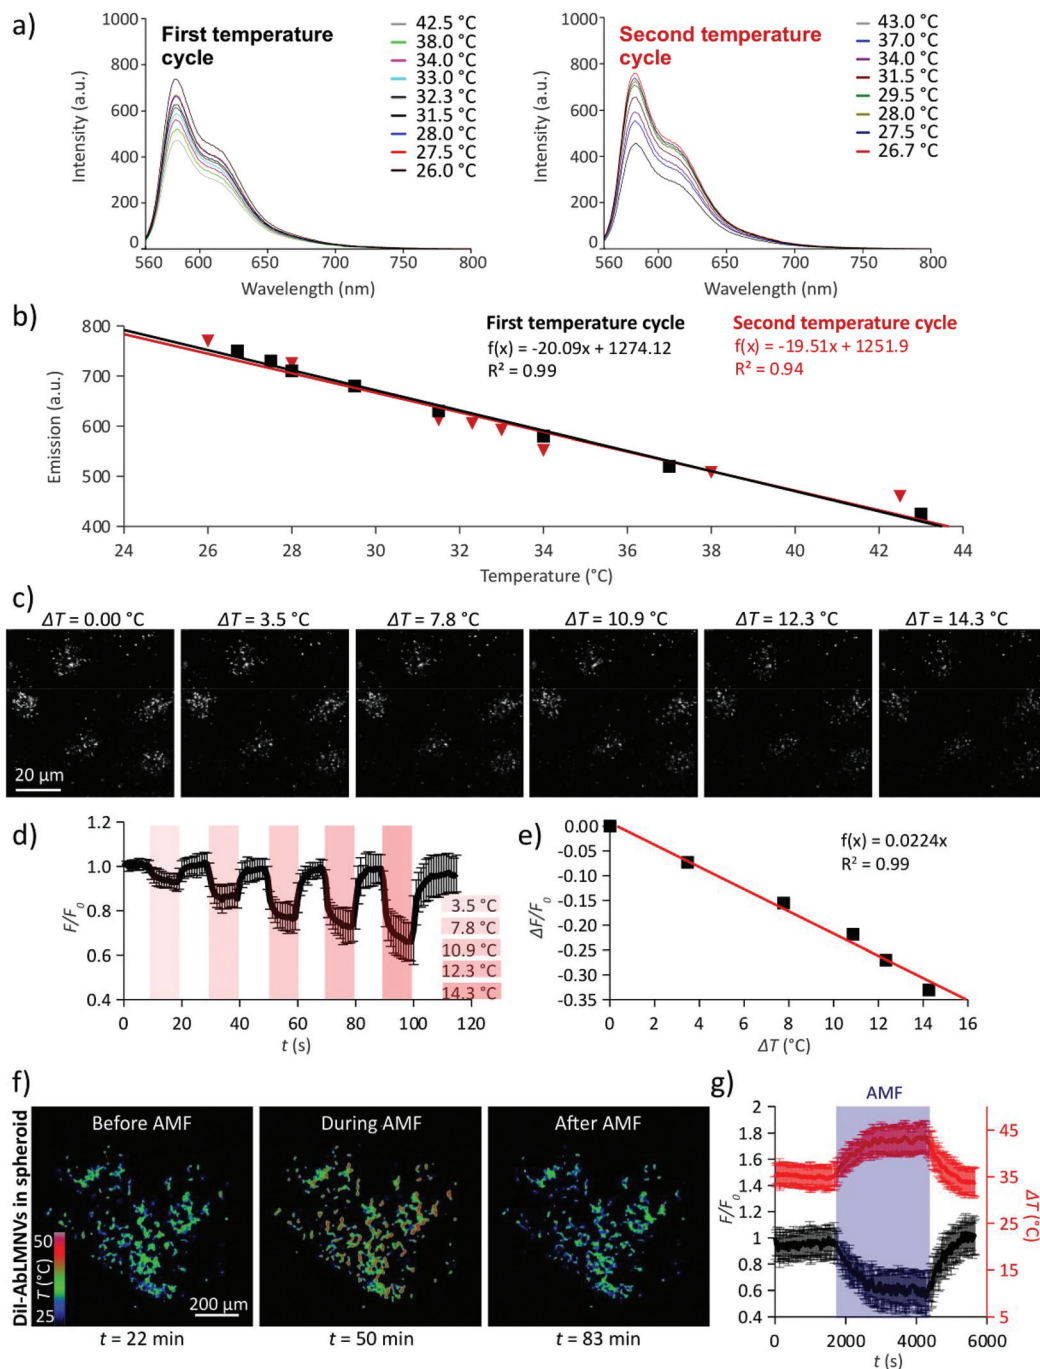 a)
First temperature
cycle
Intensity (a.u.)
1000
800
600
400
200
0
560
600
650
700
750
800
Wavelength (nm)
42.5 °C
38.0 °C
34.0 °C
33.0 °C
32.3 °C
31.5 °C
28.0 °C
27.5 °C
26.0 °C
Second temperature
cycle
Intensity (a.u.)
1000
800
600
400
200
0
560
600
650
700
750
800
Wavelength (nm)
43.0 °C
37.0 °C
34.0 °C
31.5 °C
29.5 °C
28.0 °C
27.5 °C
26.7 °C
b)
Emission (a.u.)
800
700
600
500
400
24
26
28
30
32
34
36
38
40
42
44
Temperature (°C)
First temperature cycle
f(x) = -20.09x + 1274.12
R² = 0.99
Second temperature cycle
f(x) = -19.51x + 1251.9
R² = 0.94
c)
ΔT = 0.00 °C
ΔT = 3.5 °C
ΔT = 7.8 °C
ΔT = 10.9 °C
ΔT = 12.3 °C
ΔT = 14.3 °C
20 µm
d)
F/F₀
1.2
1.0
0.8
0.6
0.4
0
20
40
60
80
100
120
t (s)
3.5 °C
7.8 °C
10.9 °C
12.3 °C
14.3 °C
e)
ΔF/F₀
0.00
-0.05
-0.10
-0.15
-0.20
-0.25
-0.30
-0.35
0
2
4
6
8
10
12
14
16
ΔT (°C)
f(x) = 0.0224x
R² = 0.99
f)
DiI-AbLMNVs in spheroid
Before AMF
During AMF
After AMF
50
T (°C)
25
200 µm
t = 22 min
t = 50 min
t = 83 min
g)
AMF
F/F₀
2
1.8
1.6
1.4
1.2
1
0.8
0.6
0.4
0
2000
4000
6000
t (s)
45
35
25
20
15
10
5
ΔT (°C)